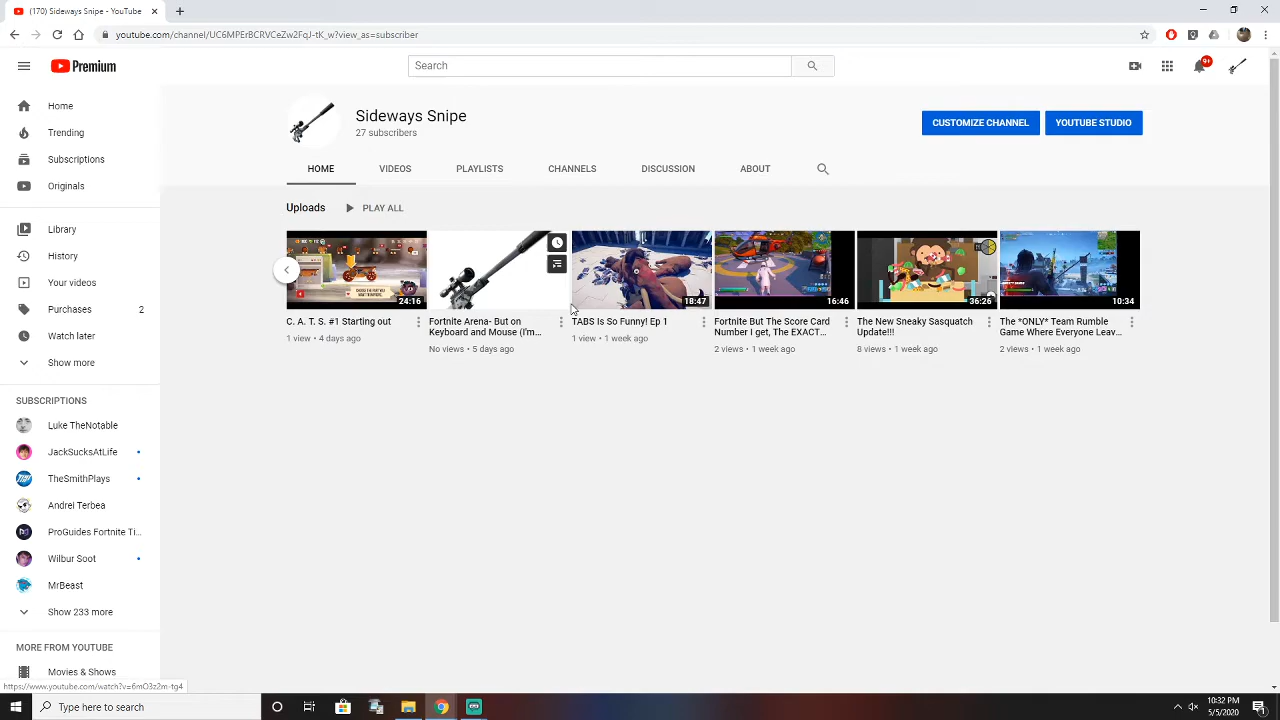 (170) Sideways Snipe - YouTube
youtube.com/channel/UC6MPErBCRVCeZw2FqJ-tK_w?view_as=subscriber
Premium
Search
9+
Home
Trending
Subscriptions
Originals
Library
History
Your videos
Purchases 2
Watch later
Show more
SUBSCRIPTIONS
Luke TheNotable
JackSucksAtLife
TheSmithPlays
Andrei Terbea
ProGuides Fortnite Ti...
Wilbur Soot
MrBeast
Show 233 more
MORE FROM YOUTUBE
Movies & Shows
https://www.youtube.com/watch?v=6mO3z2m-tg4
Sideways Snipe
27 subscribers
CUSTOMIZE CHANNEL YOUTUBE STUDIO
HOME VIDEOS PLAYLISTS CHANNELS DISCUSSION ABOUT
Uploads PLAY ALL
24:16
C. A. T. S. #1 Starting out
1 view • 4 days ago
Fortnite Arena- But on
Keyboard and Mouse (I'm...
No views • 5 days ago
18:47
TABS Is So Funny! Ep 1
1 view • 1 week ago
16:46
Fortnite But The Score Card
Number I get, The EXACT...
2 views • 1 week ago
36:26
The New Sneaky Sasquatch
Update!!!
8 views • 1 week ago
10:34
The *ONLY* Team Rumble
Game Where Everyone Leav...
2 views • 1 week ago
Type here to search
10:32 PM
5/5/2020